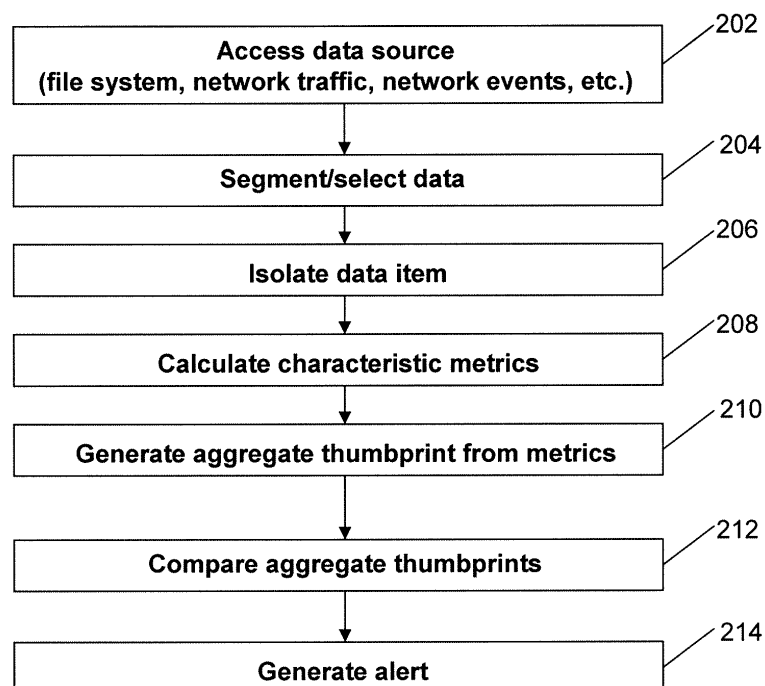 202
Access data source
(file system, network traffic, network events, etc.)
204
Segment/select data
206
Isolate data item
208
Calculate characteristic metrics
210
Generate aggregate thumbprint from metrics
212
Compare aggregate thumbprints
214
Generate alert